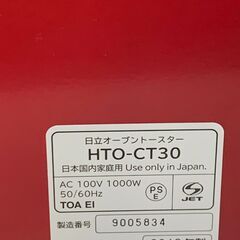 日立オーブントースター
HTO-CT30
日本国内家庭用 Use only in Japan.
AC 100V 1000W
50/60Hz
TOA EI
PS
E
JET
製造番号 9005834